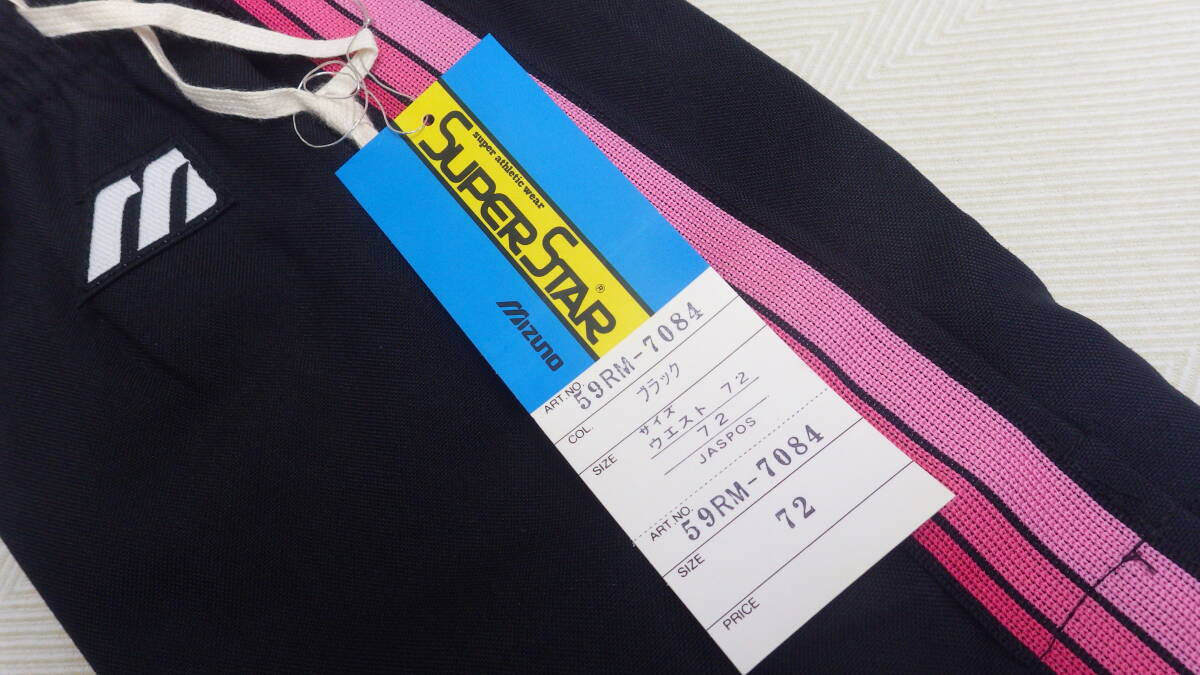 super athletic wear
SUPER STAR®
MIZUNO
ART.NO. 59RM-7084
COL. ブラック
SIZE サイズ
ウエスト 72
72
JASPOS
ART.NO. 59RM-7084
SIZE 72
PRICE